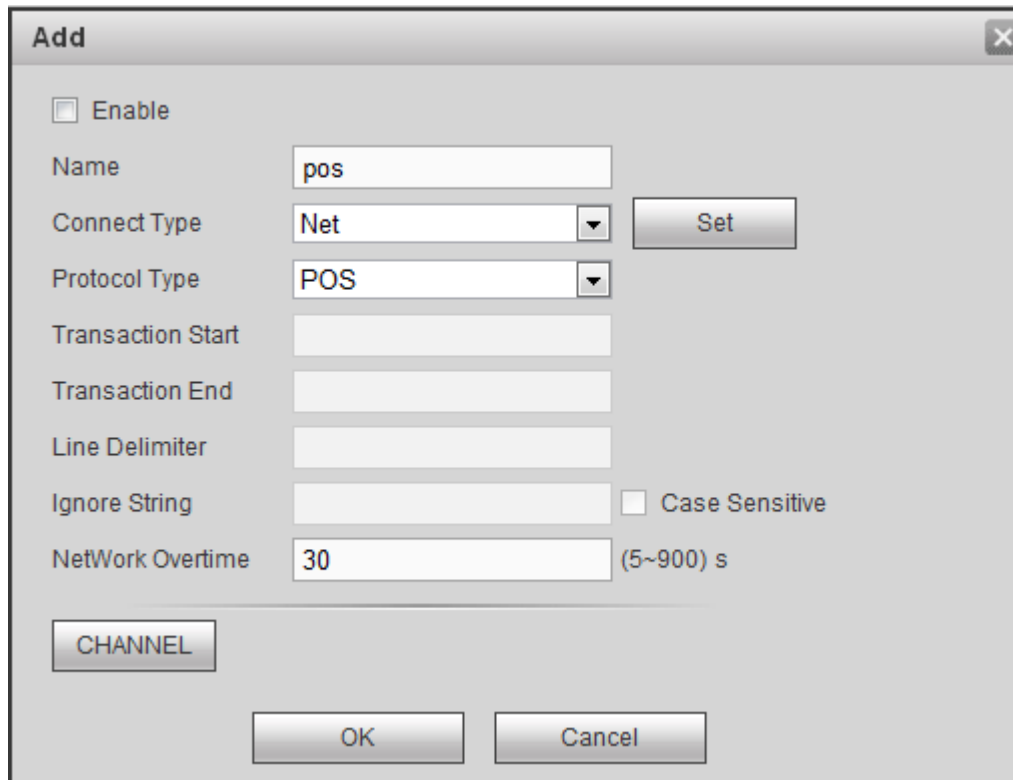 Add
Enable
Name pos
Connect Type Net Set
Protocol Type POS
Transaction Start
Transaction End
Line Delimiter
Ignore String Case Sensitive
NetWork Overtime 30 (5~900) s
CHANNEL
OK Cancel